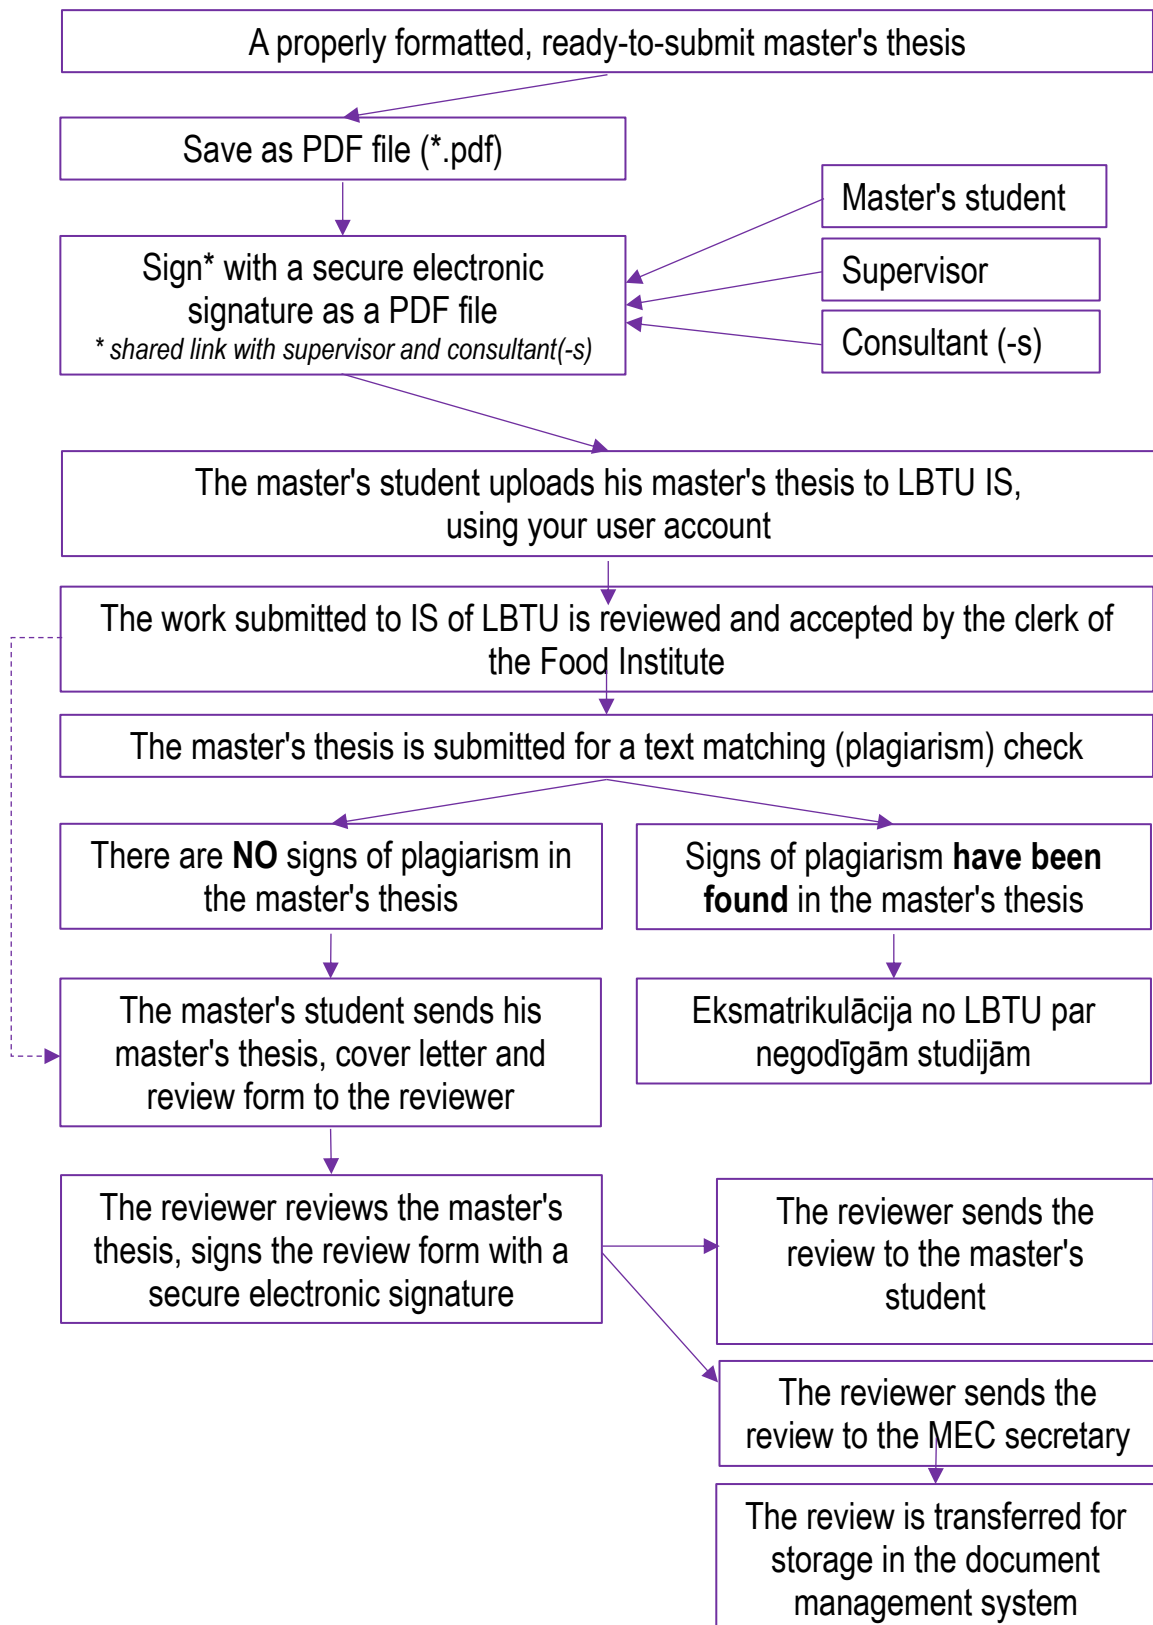 A properly formatted, ready-to-submit master's thesis
Save as PDF file (*.pdf)
Master's student
Sign* with a secure electronic
signature as a PDF file
* shared link with supervisor and consultant(-s)
Supervisor
Consultant (-s)
The master's student uploads his master's thesis to LBTU IS,
using your user account
The work submitted to IS of LBTU is reviewed and accepted by the clerk of
the Food Institute
The master's thesis is submitted for a text matching (plagiarism) check
There are NO signs of plagiarism in
the master's thesis
Signs of plagiarism have been
found in the master's thesis
The master's student sends his
master's thesis, cover letter and
review form to the reviewer
Eksmatrikulācija no LBTU par
negodīgām studijām
The reviewer reviews the master's
thesis, signs the review form with a
secure electronic signature
The reviewer sends the
review to the master's
student
The reviewer sends the
review to the MEC secretary
The review is transferred for
storage in the document
management system